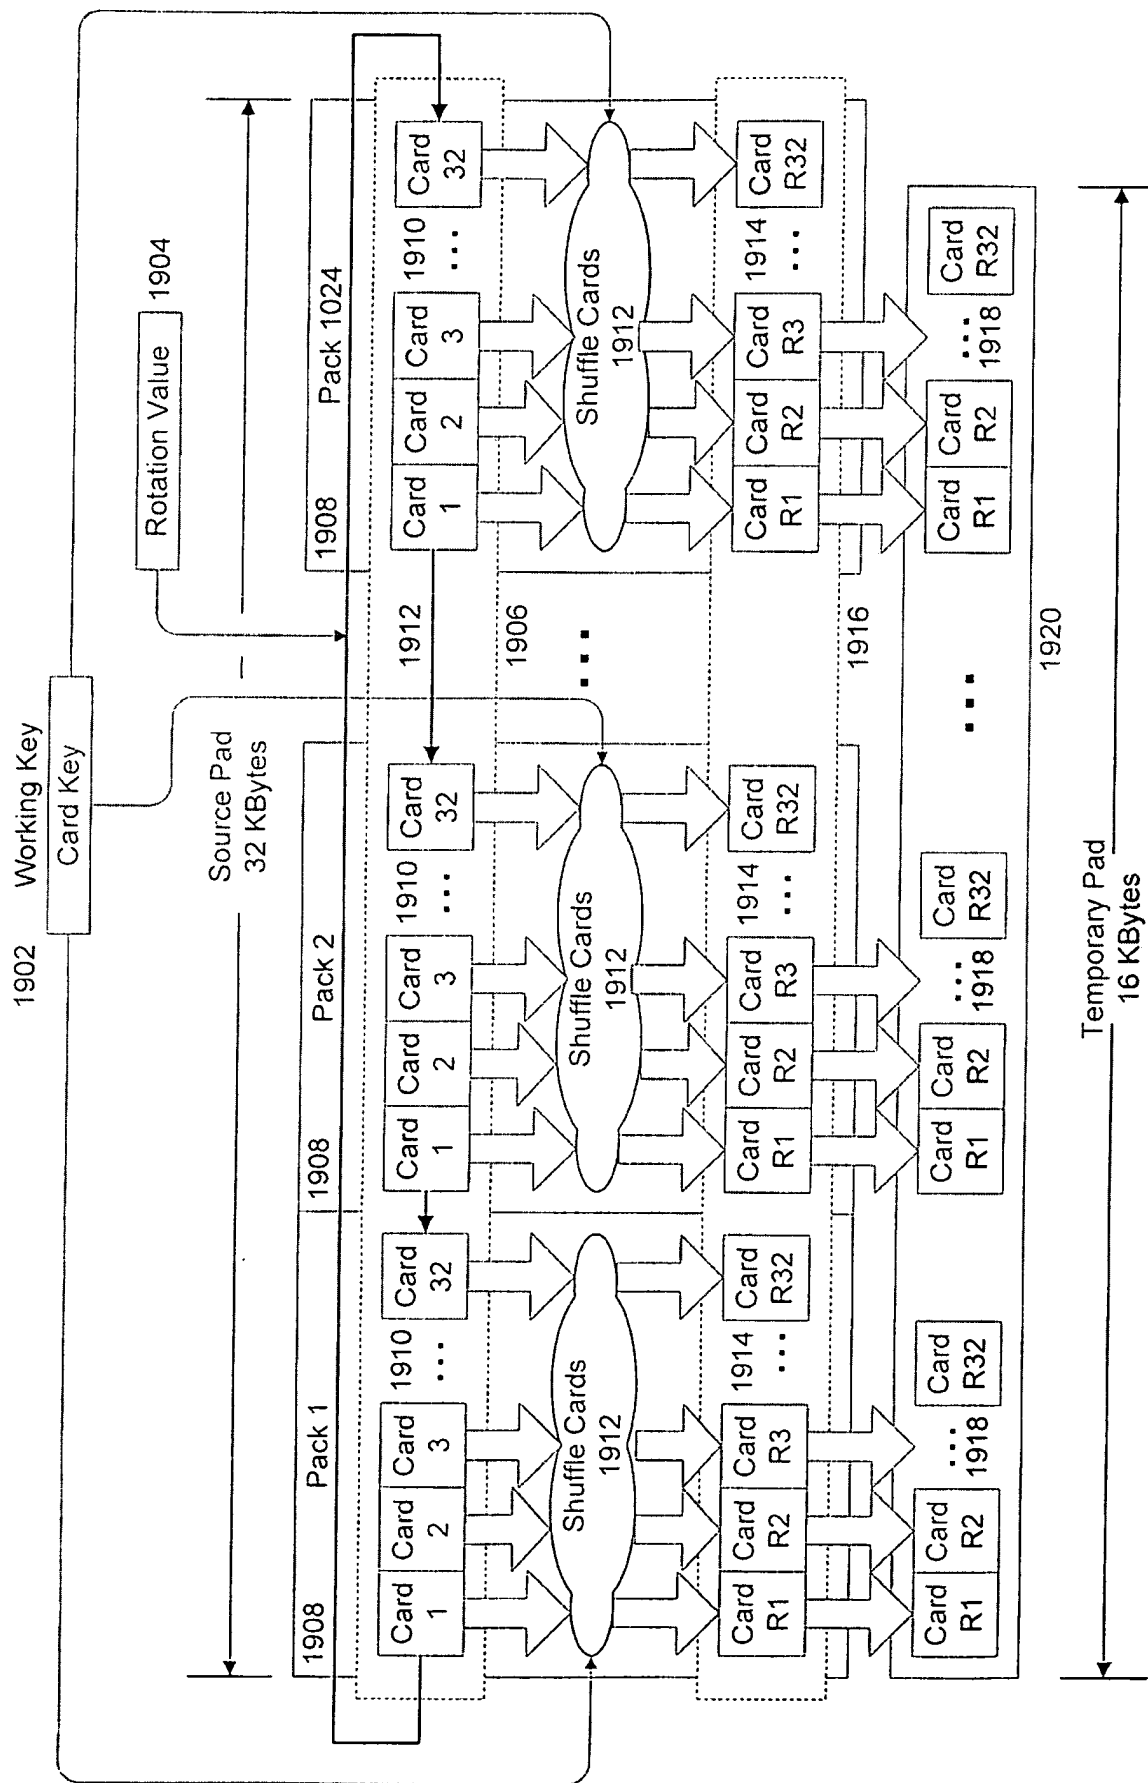 1902
Working Key
Card Key
Rotation Value
1904
Source Pad
32 KBytes
1908
Pack 1
Pack 2
1908
1908
Pack 1024
Card 1
Card 2
Card 3
1910
...
Card 32
Card 1
Card 2
Card 3
1910
...
Card 32
1912
Card 1
Card 2
Card 3
1910
...
Card 32
1906
Shuffle Cards
1912
Shuffle Cards
1912
...
Shuffle Cards
1912
Card R1
Card R2
Card R3
1914
...
Card R32
Card R1
Card R2
Card R3
1914
...
Card R32
Card R1
Card R2
Card R3
1914
...
Card R32
1916
Card R1
Card R2
...
1918
Card R32
Card R1
Card R2
...
1918
Card R32
...
Card R1
Card R2
...
1918
Card R32
1920
Temporary Pad
16 KBytes